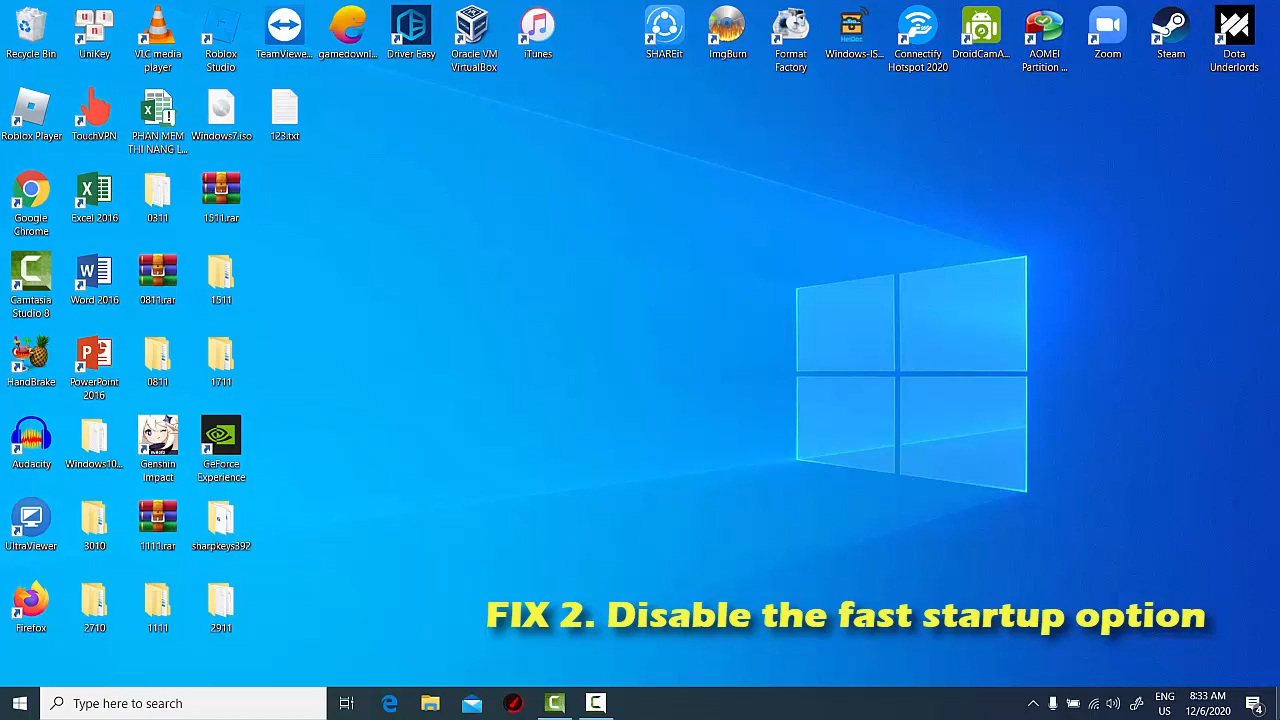 Recycle Bin
UniKey
VLC media
player
Roblox
Studio
TeamViewe...
gamedownl...
Driver Easy
Oracle VM
VirtualBox
iTunes
SHAREit
ImgBurn
Format
Factory
Windows-IS...
Connectify
Hotspot 2020
DroidCamA...
AOMEI
Partition ...
Zoom
Steam
Dota
Underlords
Roblox Player
TouchVPN
PHAN MEM
THI NANG L...
Windows7.iso
123.txt
Google
Chrome
Excel 2016
0311
1511.rar
Camtasia
Studio 8
Word 2016
0811.rar
1511
HandBrake
PowerPoint
2016
0811
1711
Audacity
Windows10...
Genshin
Impact
GeForce
Experience
UltraViewer
3010
1111.rar
sharpkeys392
Firefox
2710
1111
2911
FIX 2. Disable the fast startup option
Type here to search
ENG
US
8:33 AM
12/6/2020
4